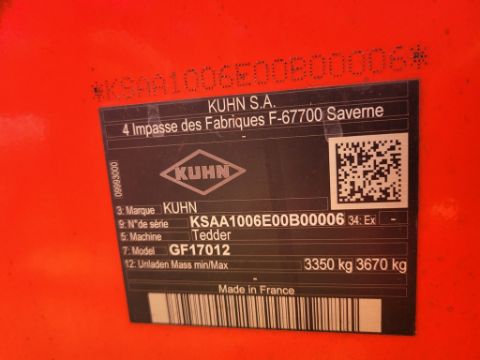 *KSAA1006E00B00006*
KUHN S.A.
4 Impasse des Fabriques F-67700 Saverne
09993000
KUHN
3: Marque KUHN
9: N°de série KSAA1006E00B00006 34: Ex -
5: Machine Tedder
7: Model GF17012
12: Unladen Mass min/Max 3350 kg 3670 kg
-
Made in France